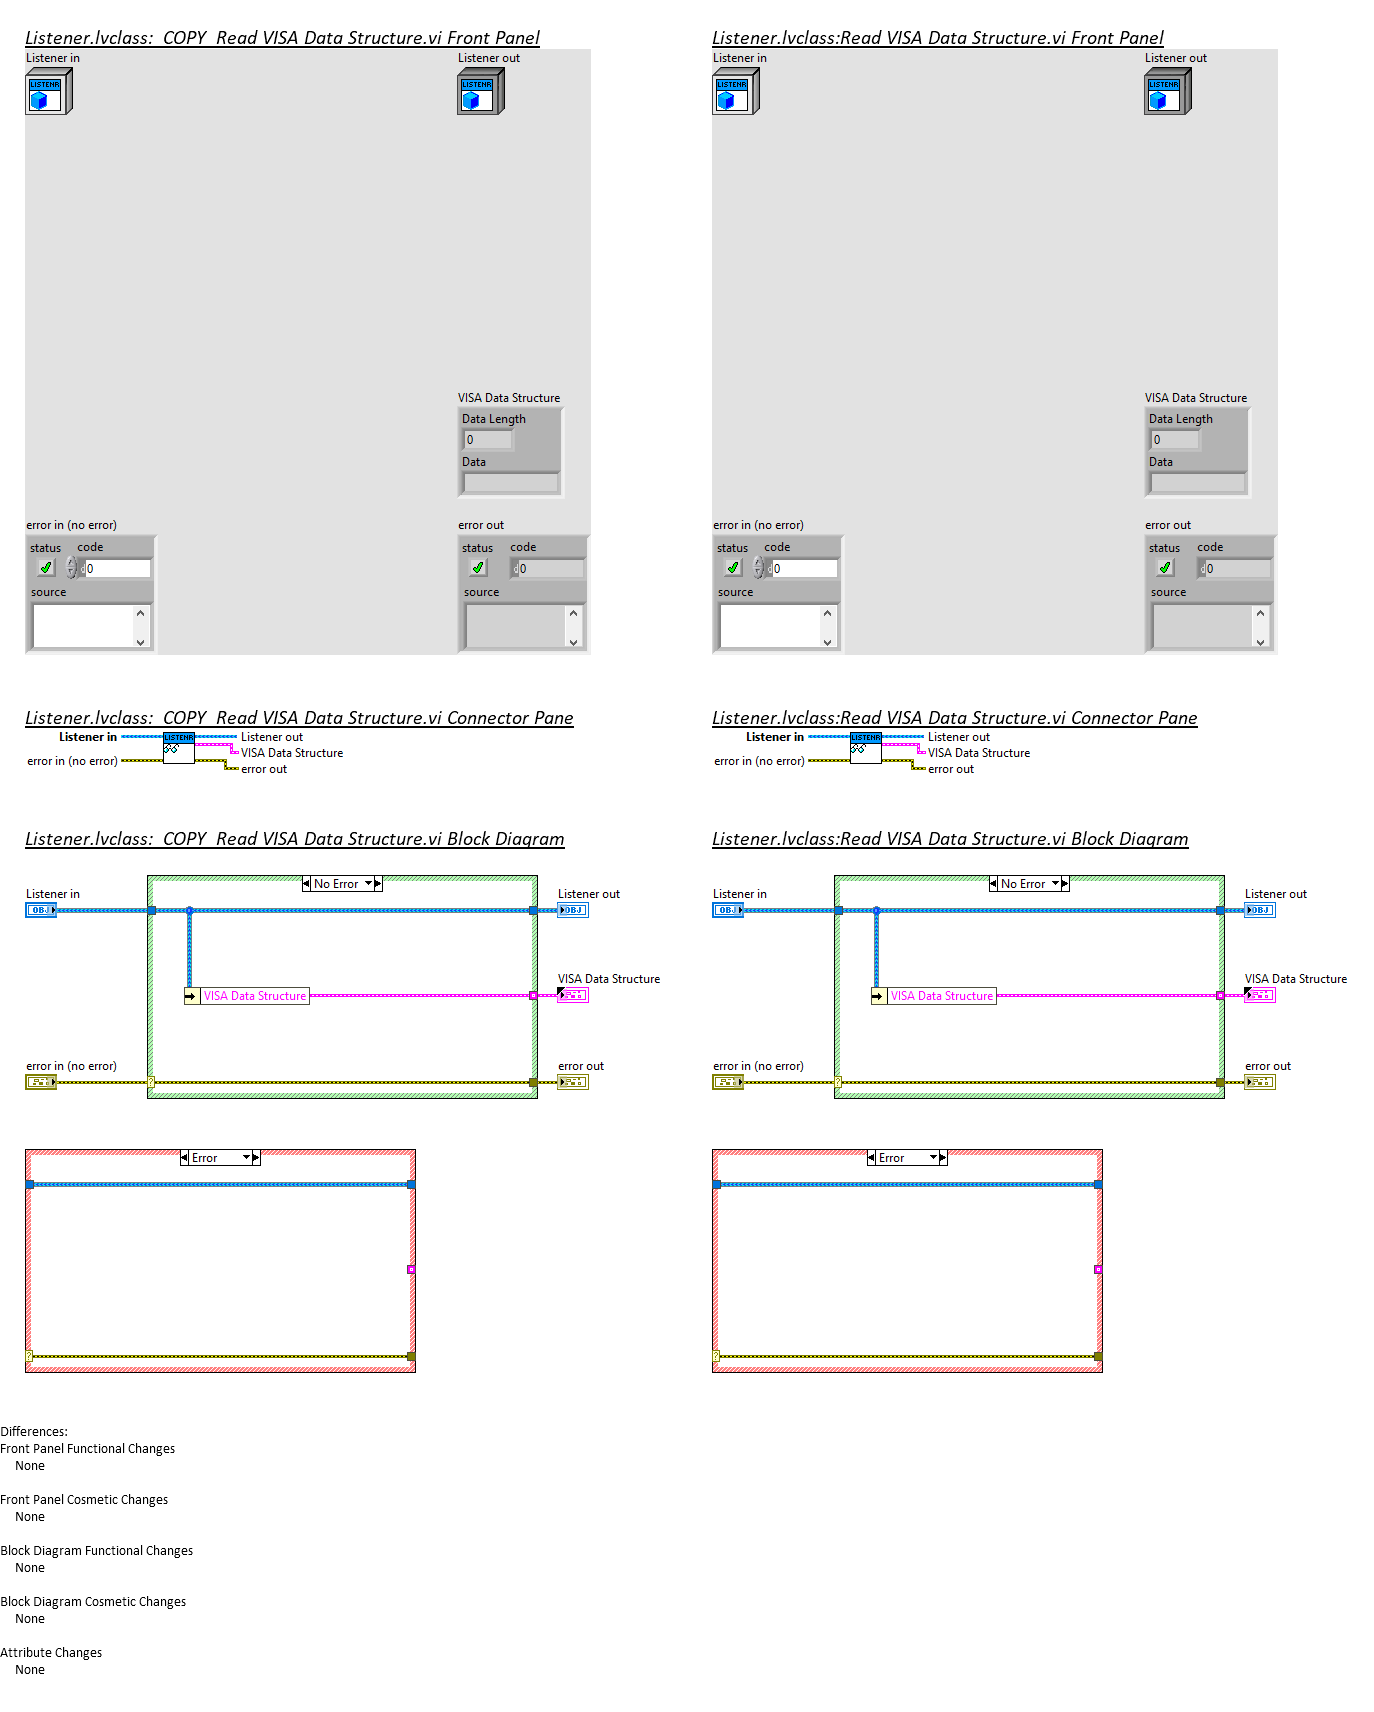 Listener.lvclass:  COPY  Read VISA Data Structure.vi Front Panel
Listener in
Listener out
LISTENR
LISTENR
VISA Data Structure
Data Length
0
Data
error in (no error)
status code
0
source
error out
status code
0
source
Listener.lvclass:Read VISA Data Structure.vi Front Panel
Listener in
Listener out
LISTENR
LISTENR
VISA Data Structure
Data Length
0
Data
error in (no error)
status code
0
source
error out
status code
0
source
Listener.lvclass:  COPY  Read VISA Data Structure.vi Connector Pane
Listener in
LISTENR
Listener out
VISA Data Structure
error in (no error)
error out
Listener.lvclass:Read VISA Data Structure.vi Connector Pane
Listener in
LISTENR
Listener out
VISA Data Structure
error in (no error)
error out
Listener.lvclass:  COPY  Read VISA Data Structure.vi Block Diagram
No Error
Listener in
OBJ
Listener out
OBJ
VISA Data Structure
VISA Data Structure
error in (no error)
?
error out
Error
?
Listener.lvclass:Read VISA Data Structure.vi Block Diagram
No Error
Listener in
OBJ
Listener out
OBJ
VISA Data Structure
VISA Data Structure
error in (no error)
?
error out
Error
?
Differences:
Front Panel Functional Changes
None
Front Panel Cosmetic Changes
None
Block Diagram Functional Changes
None
Block Diagram Cosmetic Changes
None
Attribute Changes
None